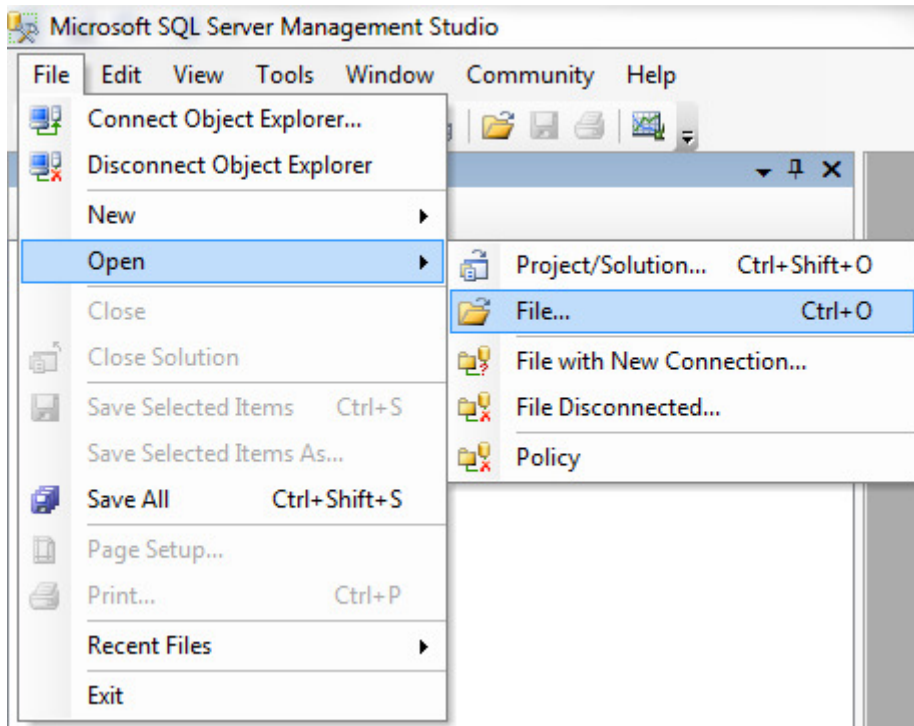 Microsoft SQL Server Management Studio
File Edit View Tools Window Community Help
Connect Object Explorer...
Disconnect Object Explorer
New
Open
Close
Close Solution
Save Selected Items Ctrl+S
Save Selected Items As...
Save All Ctrl+Shift+S
Page Setup...
Print... Ctrl+P
Recent Files
Exit
Project/Solution... Ctrl+Shift+O
File... Ctrl+O
File with New Connection...
File Disconnected...
Policy